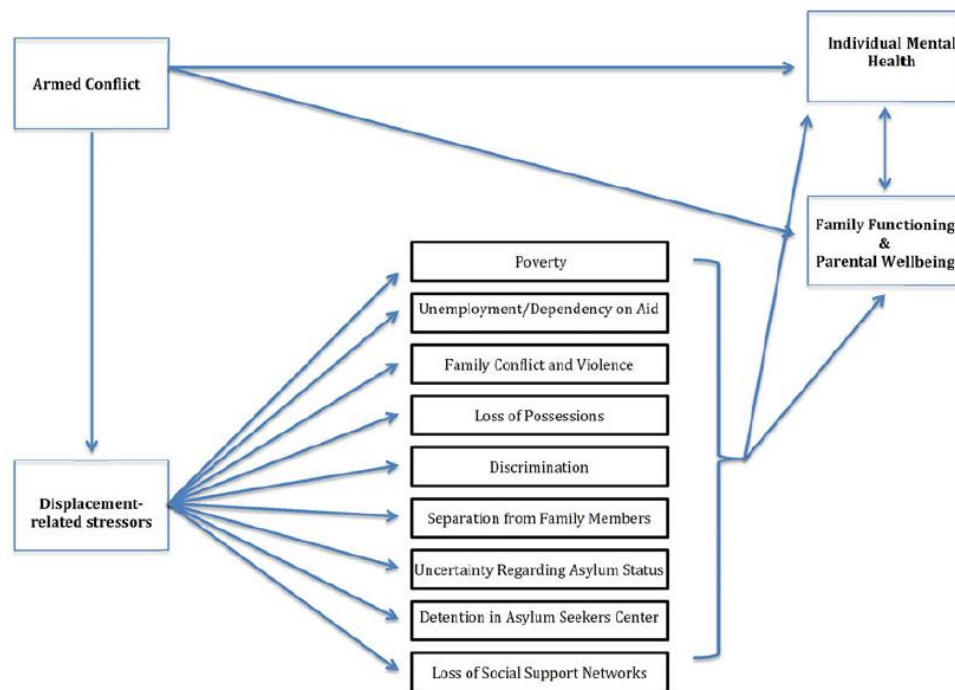 Armed Conflict
Individual Mental
Health
Family Functioning
&
Parental Wellbeing
Poverty
Unemployment/Dependency on Aid
Family Conflict and Violence
Loss of Possessions
Discrimination
Displacement-
related stressors
Separation from Family Members
Uncertainty Regarding Asylum Status
Detention in Asylum Seekers Center
Loss of Social Support Networks